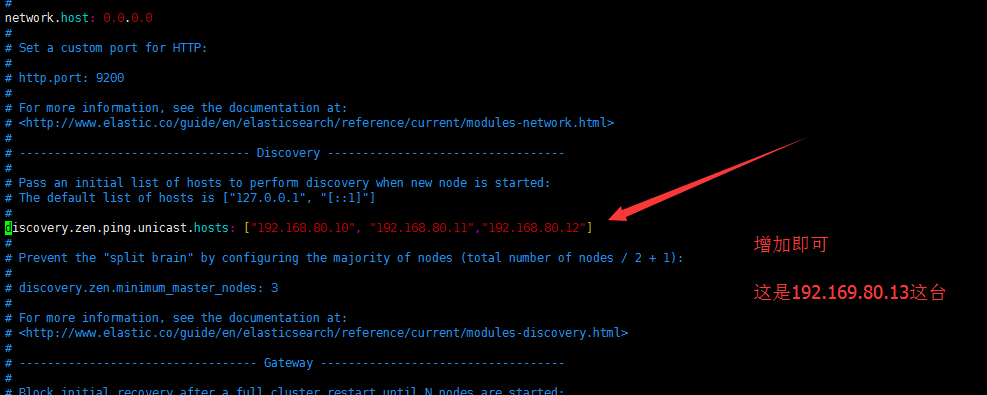 #
network.host: 0.0.0.0
#
# Set a custom port for HTTP:
#
# http.port: 9200
#
# For more information, see the documentation at:
# <http://www.elastic.co/guide/en/elasticsearch/reference/current/modules-network.html>
#
# --------------------------------- Discovery ----------------------------------
#
# Pass an initial list of hosts to perform discovery when new node is started:
# The default list of hosts is ["127.0.0.1", "[::1]"]
#
discovery.zen.ping.unicast.hosts: ["192.168.80.10", "192.168.80.11","192.168.80.12"]
#
# Prevent the "split brain" by configuring the majority of nodes (total number of nodes / 2 + 1):
#
# discovery.zen.minimum_master_nodes: 3
#
# For more information, see the documentation at:
# <http://www.elastic.co/guide/en/elasticsearch/reference/current/modules-discovery.html>
#
# ---------------------------------- Gateway -----------------------------------
#
# Block initial recovery after a full cluster restart until N nodes are started:
增加即可
这是192.169.80.13这台